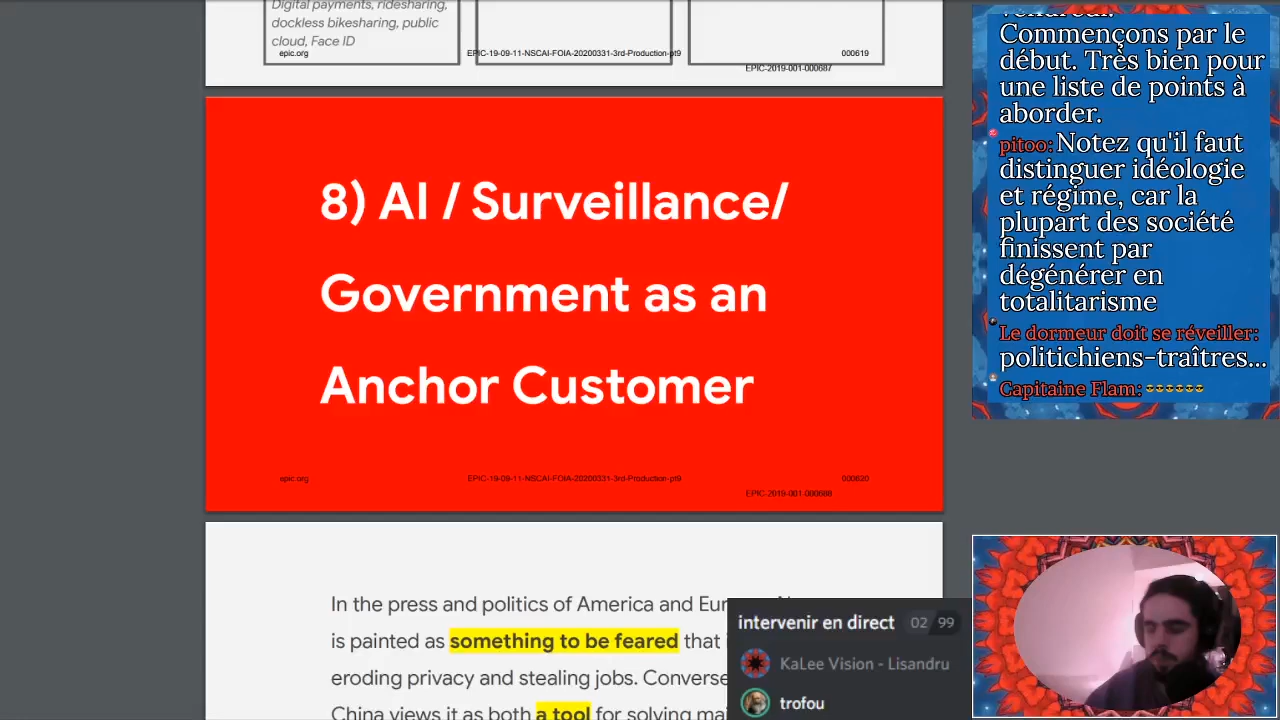 Digital payments, ridesharing,
dockless bikesharing, public
cloud, Face ID
epic.org
EPIC-19-09-11-NSCAI-FOIA-20200331-3rd-Production-pt9
000619
EPIC-2019-001-000687
8) AI / Surveillance/
Government as an
Anchor Customer
epic.org
EPIC-19-09-11-NSCAI-FOIA-20200331-3rd-Production-pt9
000620
EPIC-2019-001-000688
In the press and politics of America and
is painted as something to be feared that
eroding privacy and stealing jobs.
China views it as both a tool for solving
Commençons par le
début. Très bien pour
une liste de points à
aborder.
pitoo: Notez qu'il faut
distinguer idéologie
et régime, car la
plupart des société
finissent par
dégénérer en
totalitarisme
Le dormeur doit se réveiller:
politichiens-traîtres...
Capitaine Flam:
intervenir en direct 02 99
KaLee Vision - Lisandru
trofou